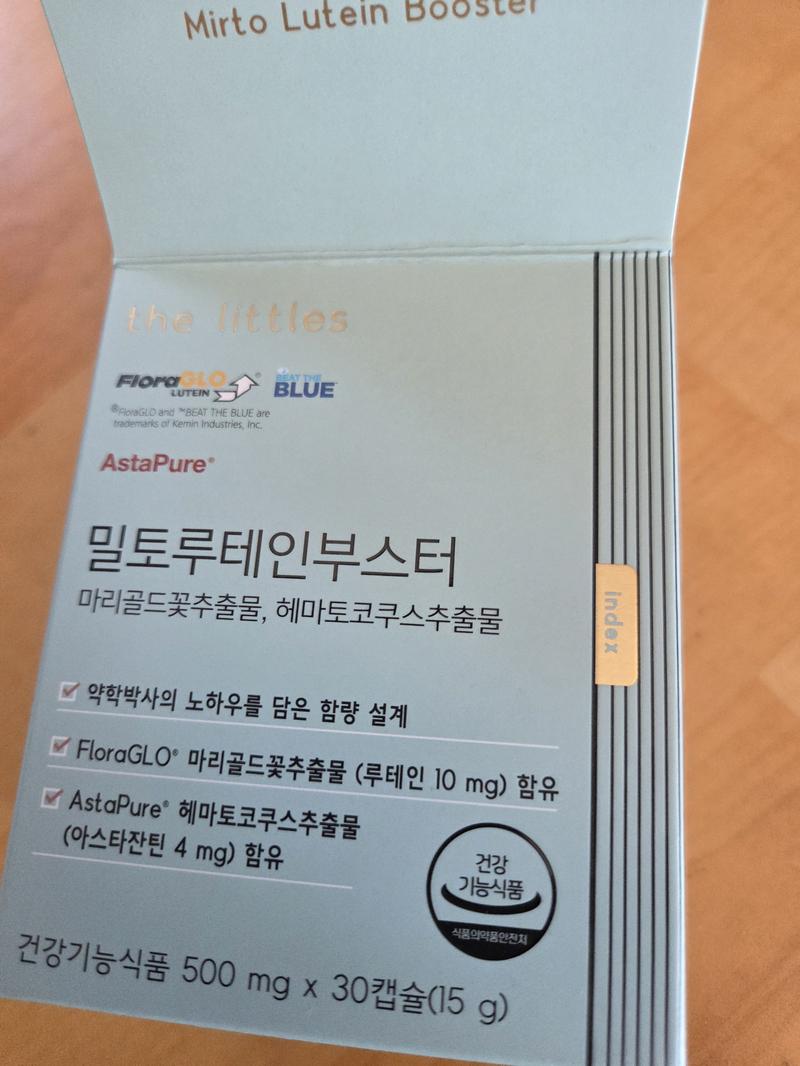 Mirto Lutein Booster
the littles
FloraGLO® LUTEIN
BEAT THE BLUE™
®FloraGLO and ™BEAT THE BLUE are
trademarks of Kemin Industries, Inc.
AstaPure®
밀토루테인부스터
마리골드꽃추출물, 헤마토코쿠스추출물
index
약학박사의 노하우를 담은 함량 설계
FloraGLO® 마리골드꽃추출물 (루테인 10 mg) 함유
AstaPure® 헤마토코쿠스추출물
(아스타잔틴 4 mg) 함유
건강
기능식품
식품의약품안전처
건강기능식품 500 mg x 30캡슐(15 g)